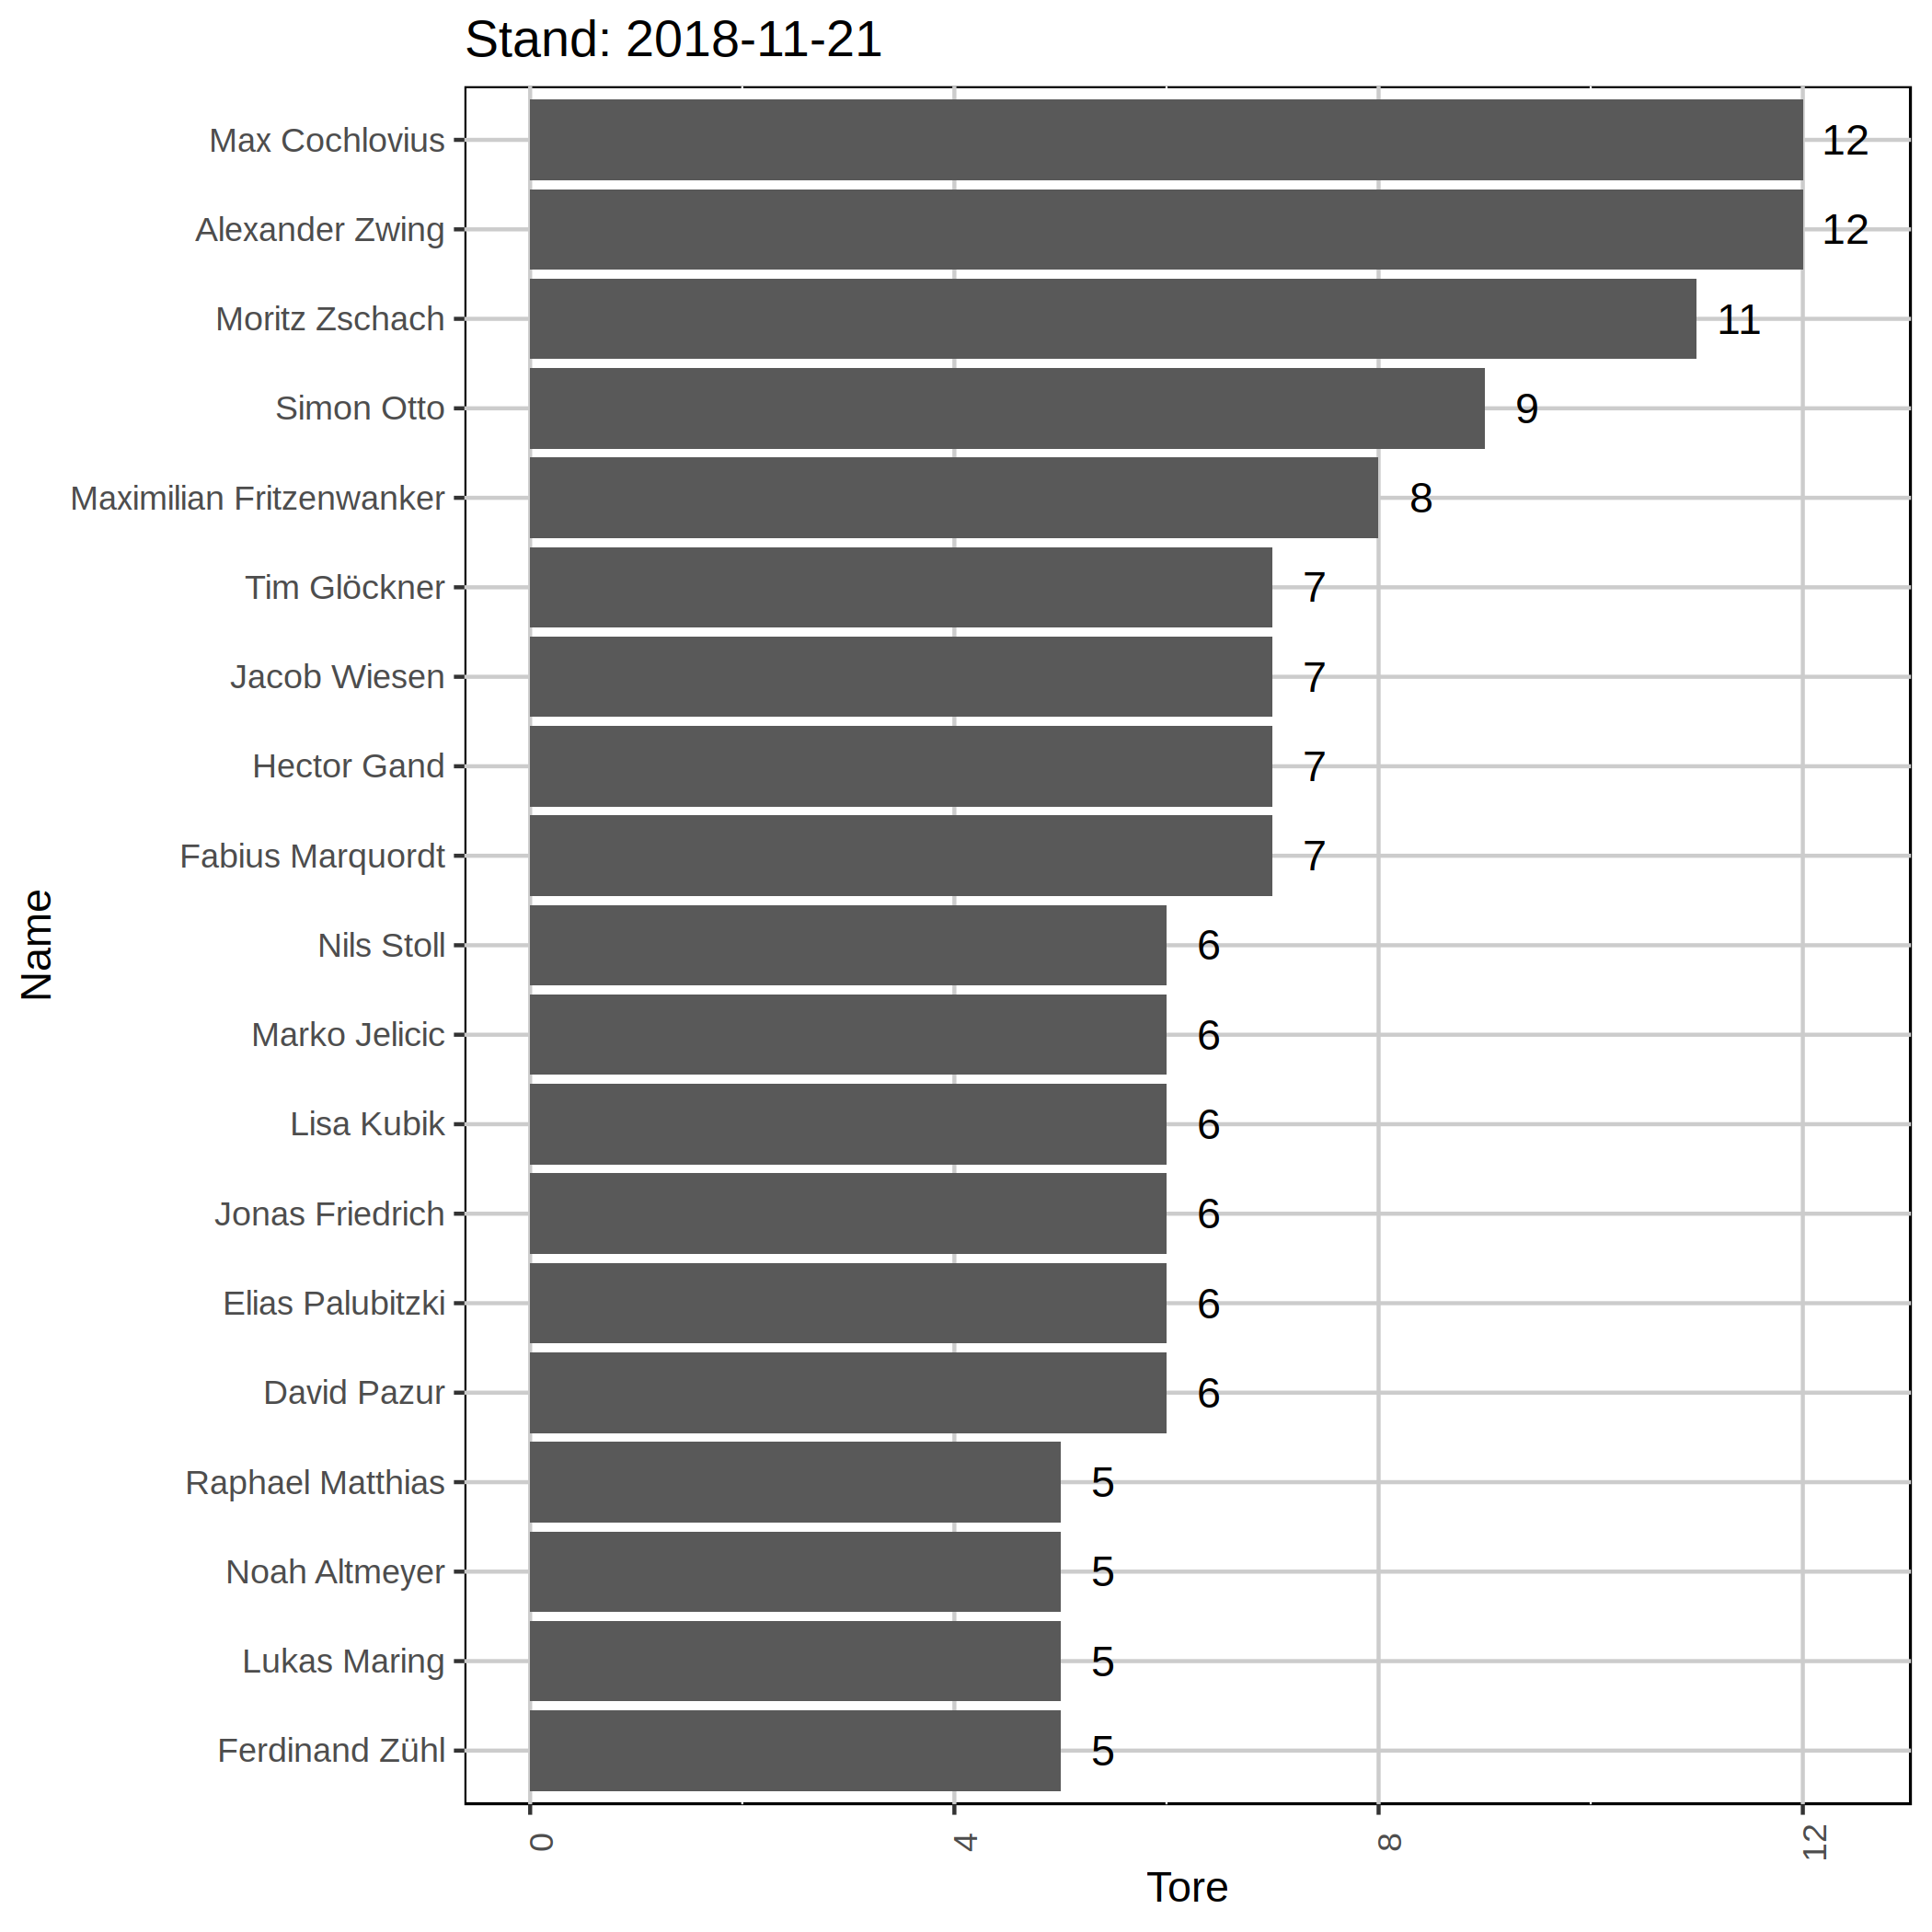 Stand: 2018-11-21
Max Cochlovius 12
Alexander Zwing 12
Moritz Zschach 11
Simon Otto 9
Maximilian Fritzenwanker 8
Tim Glöckner 7
Jacob Wiesen 7
Hector Gand 7
Fabius Marquordt 7
Nils Stoll 6
Marko Jelicic 6
Lisa Kubik 6
Jonas Friedrich 6
Elias Palubitzki 6
David Pazur 6
Raphael Matthias 5
Noah Altmeyer 5
Lukas Maring 5
Ferdinand Zühl 5
Name
0 4 8 12
Tore